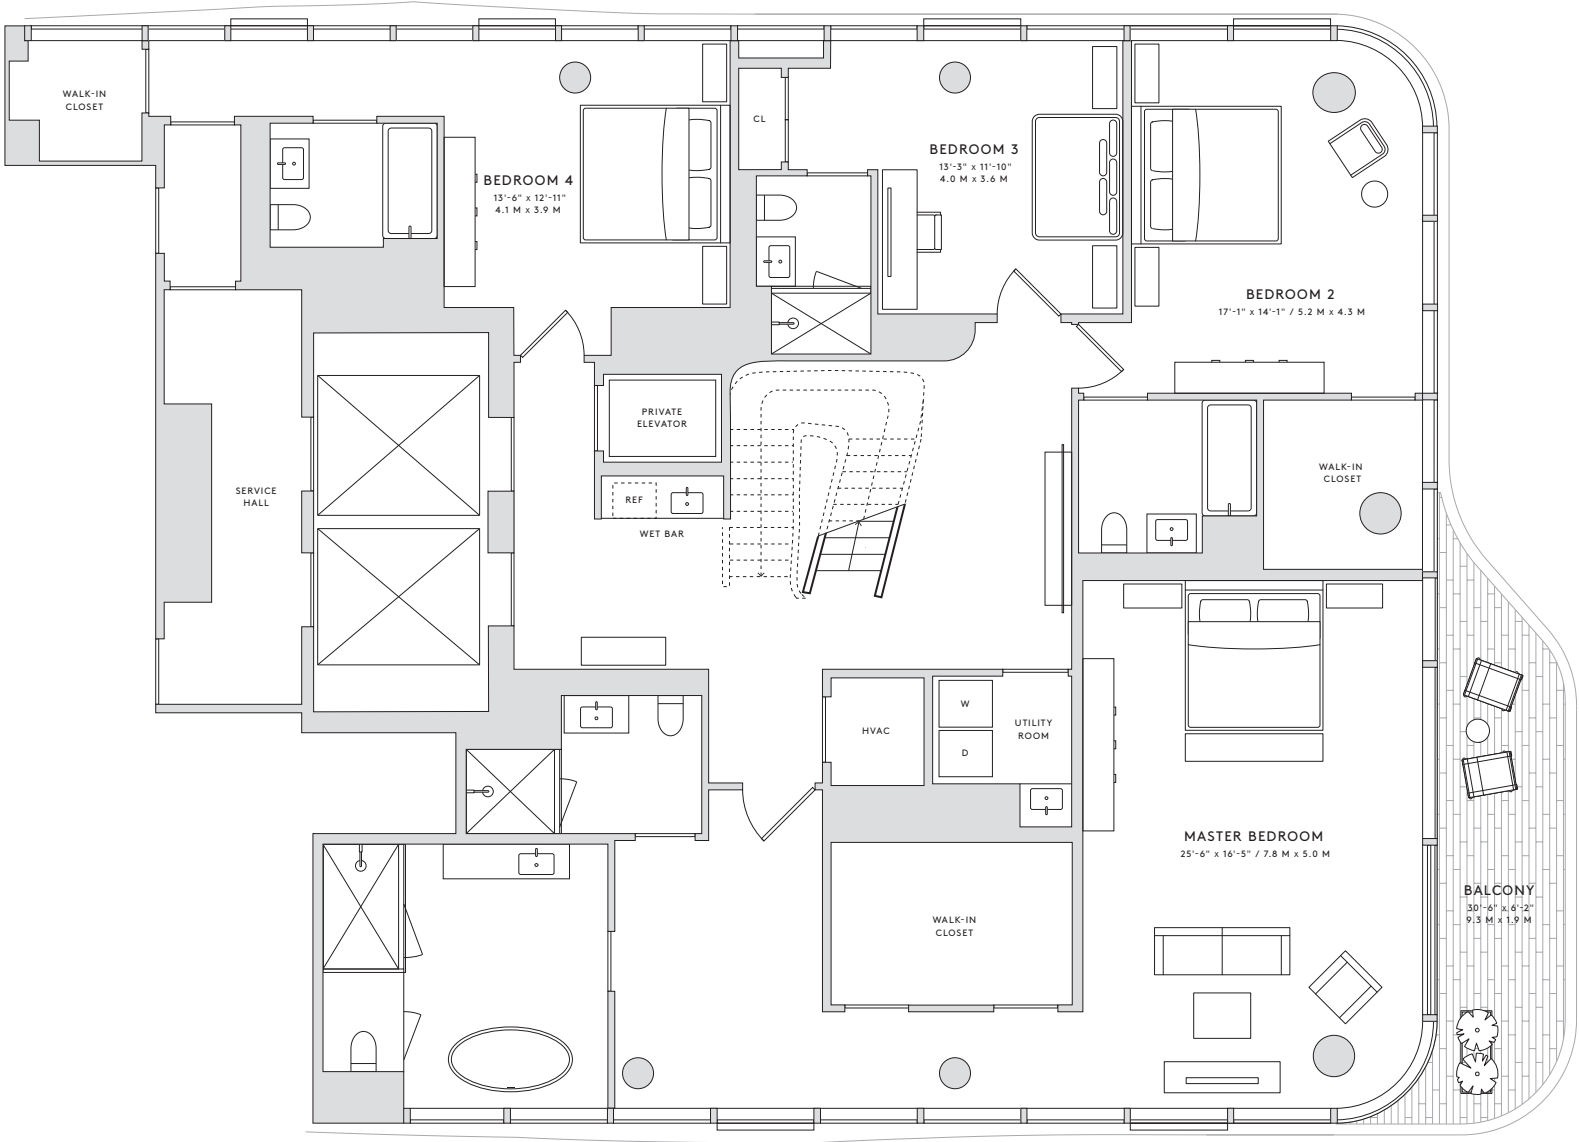 WALK-IN
CLOSET
CL
BEDROOM 3
13'-3" x 11'-10"
4.0 M x 3.6 M
BEDROOM 4
13'-6" x 12'-11"
4.1 M x 3.9 M
BEDROOM 2
17'-1" x 14'-1" / 5.2 M x 4.3 M
PRIVATE
ELEVATOR
WALK-IN
CLOSET
SERVICE
HALL
REF
WET BAR
W
D
UTILITY
ROOM
HVAC
MASTER BEDROOM
25'-6" x 16'-5" / 7.8 M x 5.0 M
BALCONY
30'-6" x 6'-2"
9.3 M x 1.9 M
WALK-IN
CLOSET